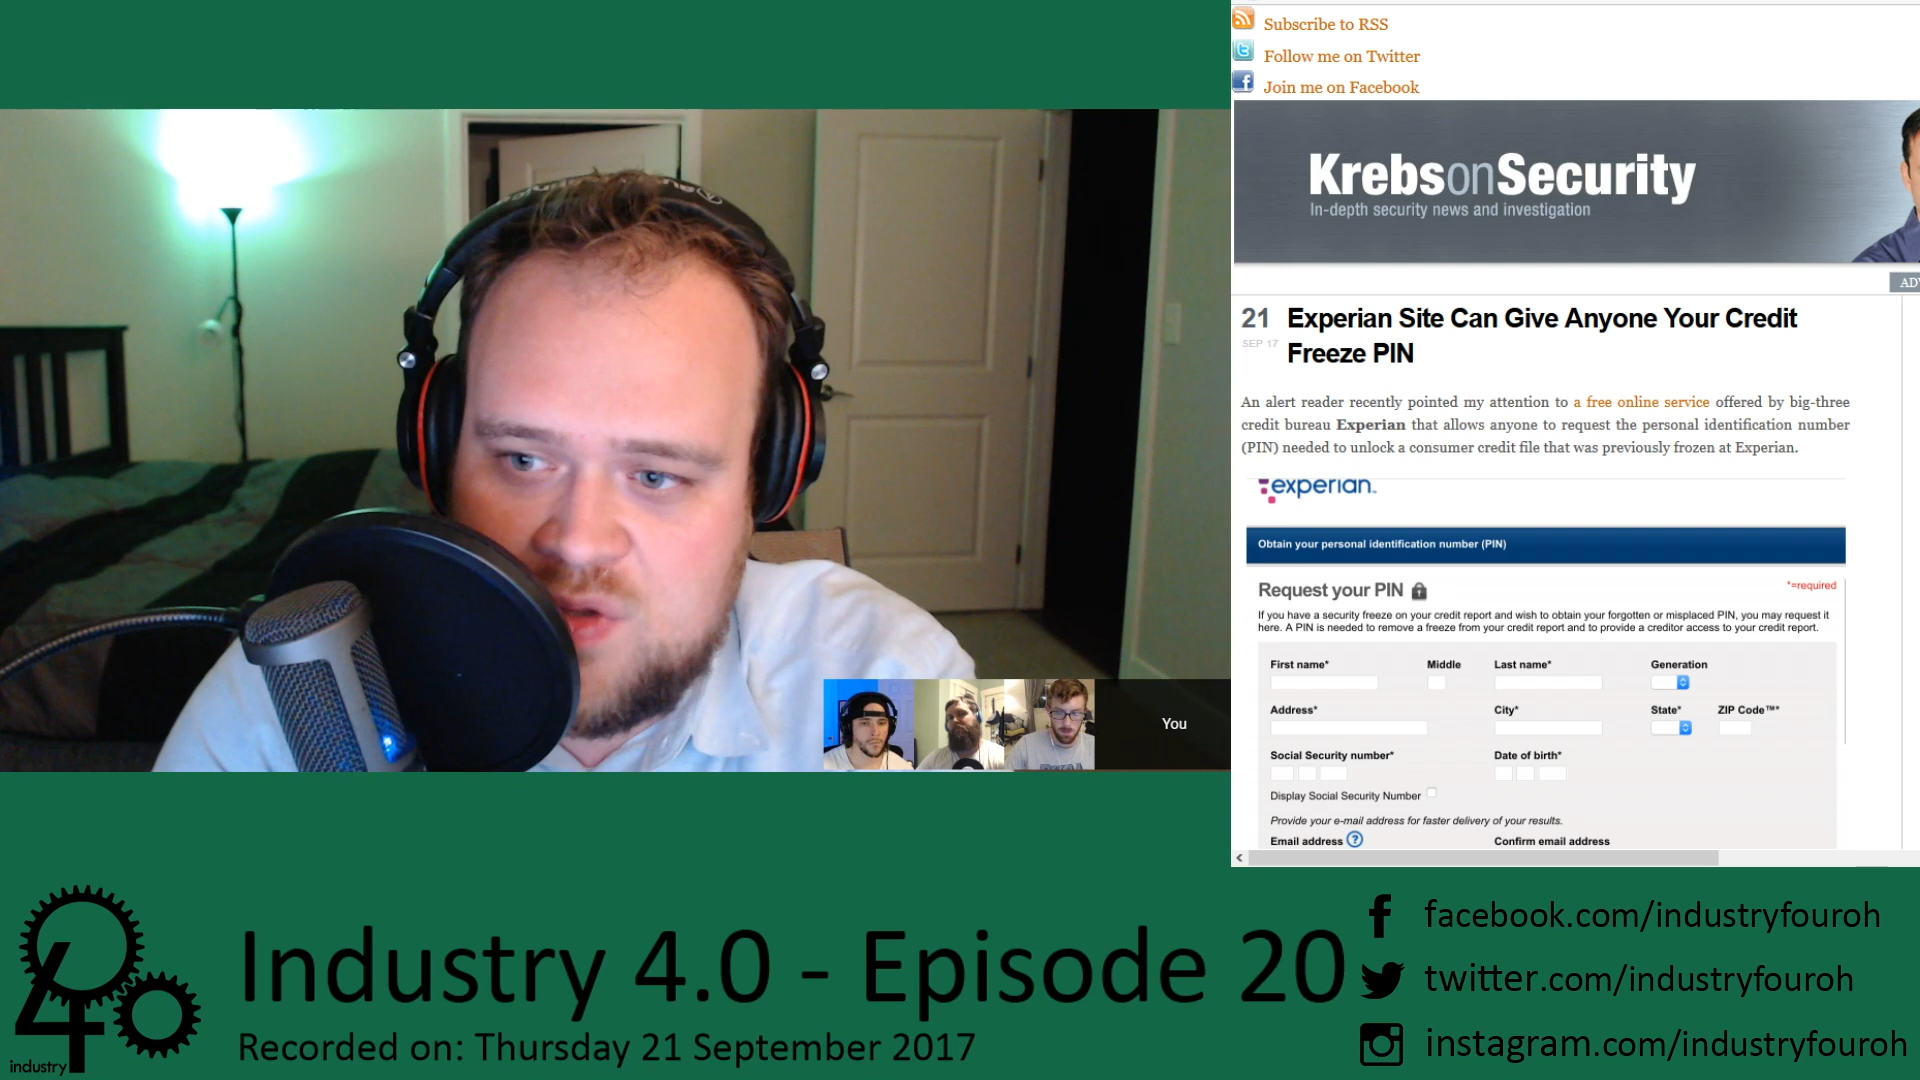 Subscribe to RSS
Follow me on Twitter
Join me on Facebook
KrebsonSecurity
In-depth security news and investigation
21
SEP 17
Experian Site Can Give Anyone Your Credit
Freeze PIN
An alert reader recently pointed my attention to a free online service offered by big-three
credit bureau Experian that allows anyone to request the personal identification number
(PIN) needed to unlock a consumer credit file that was previously frozen at Experian.
experian™
Obtain your personal identification number (PIN)
Request your PIN
*=required
If you have a security freeze on your credit report and wish to obtain your forgotten or misplaced PIN, you may request it
here. A PIN is needed to remove a freeze from your credit report and to provide a creditor access to your credit report.
First name* Middle Last name* Generation
Address* City* State* ZIP Code™*
Social Security number* Date of birth*
Display Social Security Number
Provide your e-mail address for faster delivery of your results.
Email address ? Confirm email address
You
Industry 4.0 - Episode 20
Recorded on: Thursday 21 September 2017
4.0
industry
facebook.com/industryfouroh
twitter.com/industryfouroh
instagram.com/industryfouroh